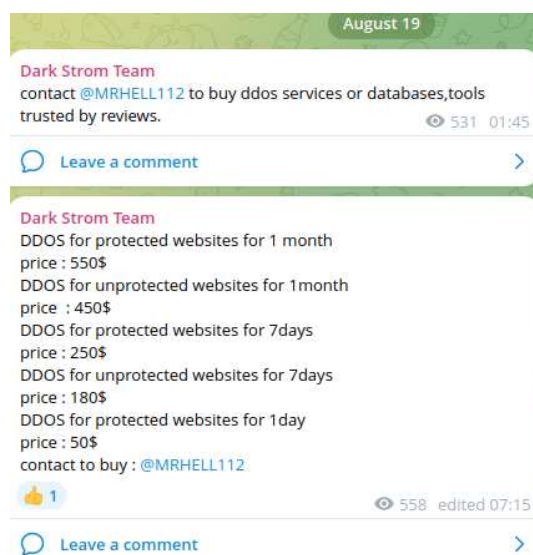 August 19
Dark Strom Team
contact @MRHELL112 to buy ddos services or databases,tools
trusted by reviews.
531 01:45
Leave a comment
Dark Strom Team
DDOS for protected websites for 1 month
price : 550$
DDOS for unprotected websites for 1month
price  : 450$
DDOS for protected websites for 7days
price : 250$
DDOS for unprotected websites for 7days
price : 180$
DDOS for protected websites for 1day
price : 50$
contact to buy : @MRHELL112
👍 1
558 edited 07:15
Leave a comment